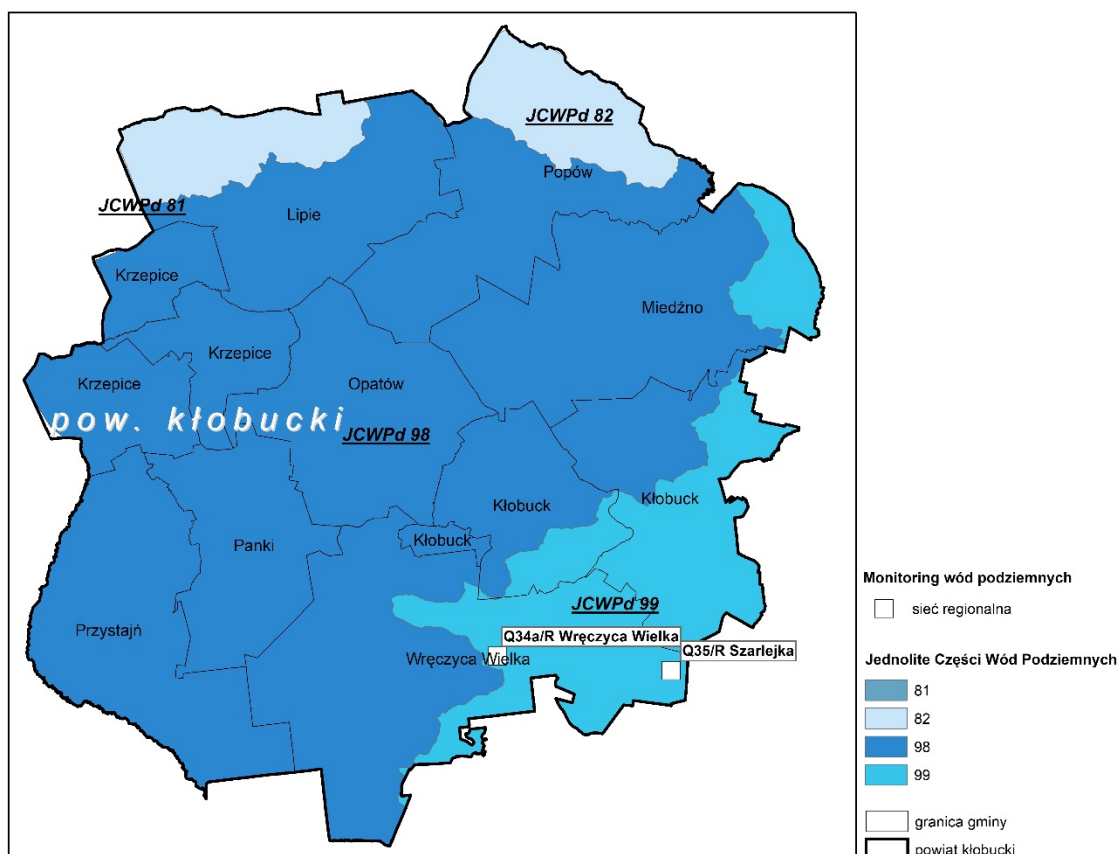 JCWPd 82
Popów
JCWPd 81
Lipie
Krzepice
Miedźno
Krzepice
Krzepice
Opatów
pow. kłobucki
JCWPd 98
Kłobuck
Kłobuck
Kłobuck
Panki
Przystajń
JCWPd 99
Q34a/R Wręczyca Wielka
Q35/R Szarlejka
Wręczyca Wielka
Monitoring wód podziemnych
sieć regionalna
Jednolite Części Wód Podziemnych
81
82
98
99
granica gminy
powiat kłobucki